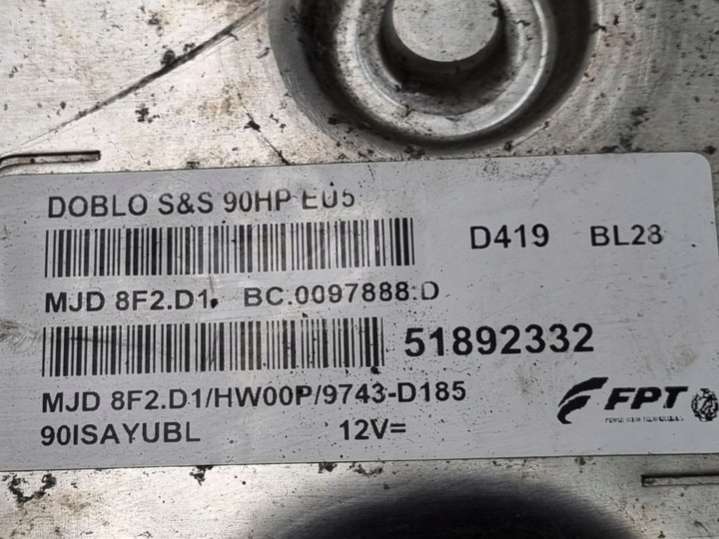 DOBLO S&S 90HP EU5
D419 BL28
MJD 8F2.D1. BC.0097888.D
51892332
MJD 8F2.D1/HW00P/9743-D185
90ISAYUBL 12V=
FPT